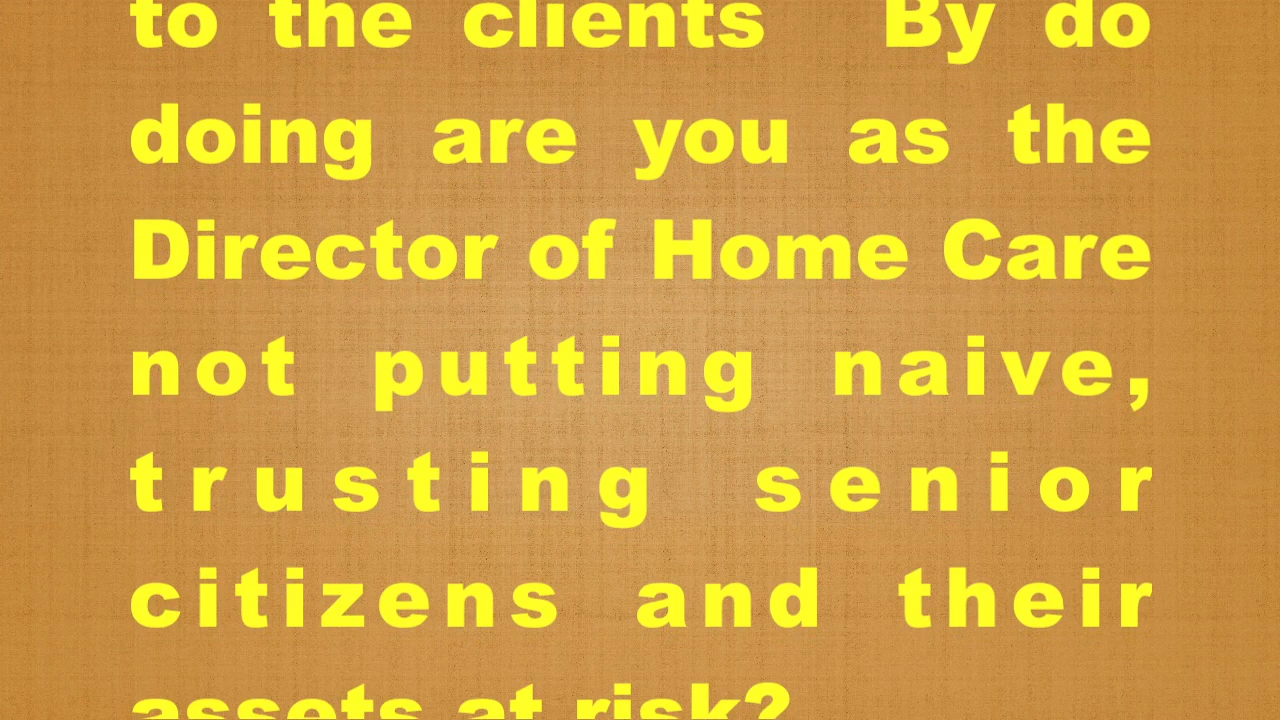 to the clients By do
doing are you as the
Director of Home Care
not putting naive,
trusting senior
citizens and their
assets at risk?